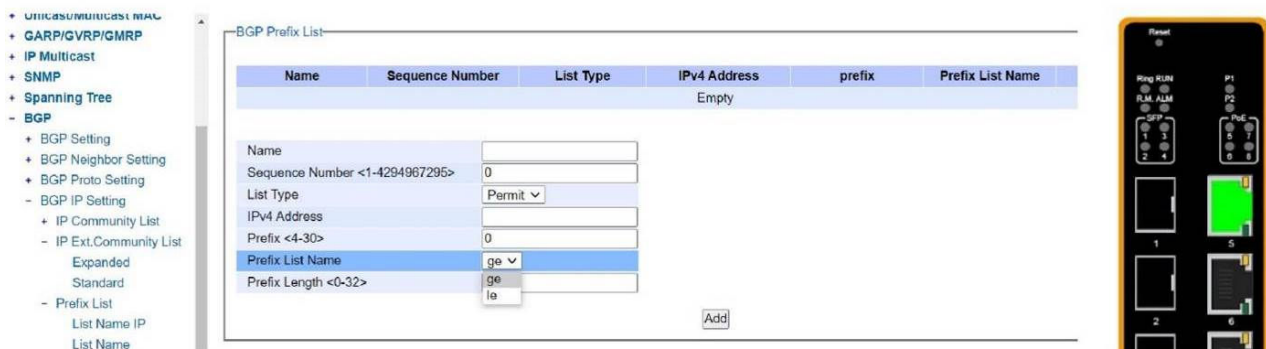 + Unicast/Multicast MAC
+ GARP/GVRP/GMRP
+ IP Multicast
+ SNMP
+ Spanning Tree
- BGP
+ BGP Setting
+ BGP Neighbor Setting
+ BGP Proto Setting
- BGP IP Setting
+ IP Community List
- IP Ext.Community List
Expanded
Standard
- Prefix List
List Name IP
List Name
BGP Prefix List
Name Sequence Number List Type IPv4 Address prefix Prefix List Name
Empty
Name
Sequence Number <1-4294967295> 0
List Type Permit
IPv4 Address
Prefix <4-30> 0
Prefix List Name ge
ge
le
Prefix Length <0-32>
Add
Reset
Ring RUN P1
R.M. ALM P2
SFP PoE
1 3 5 7
2 4 6 8
1 5
2 6